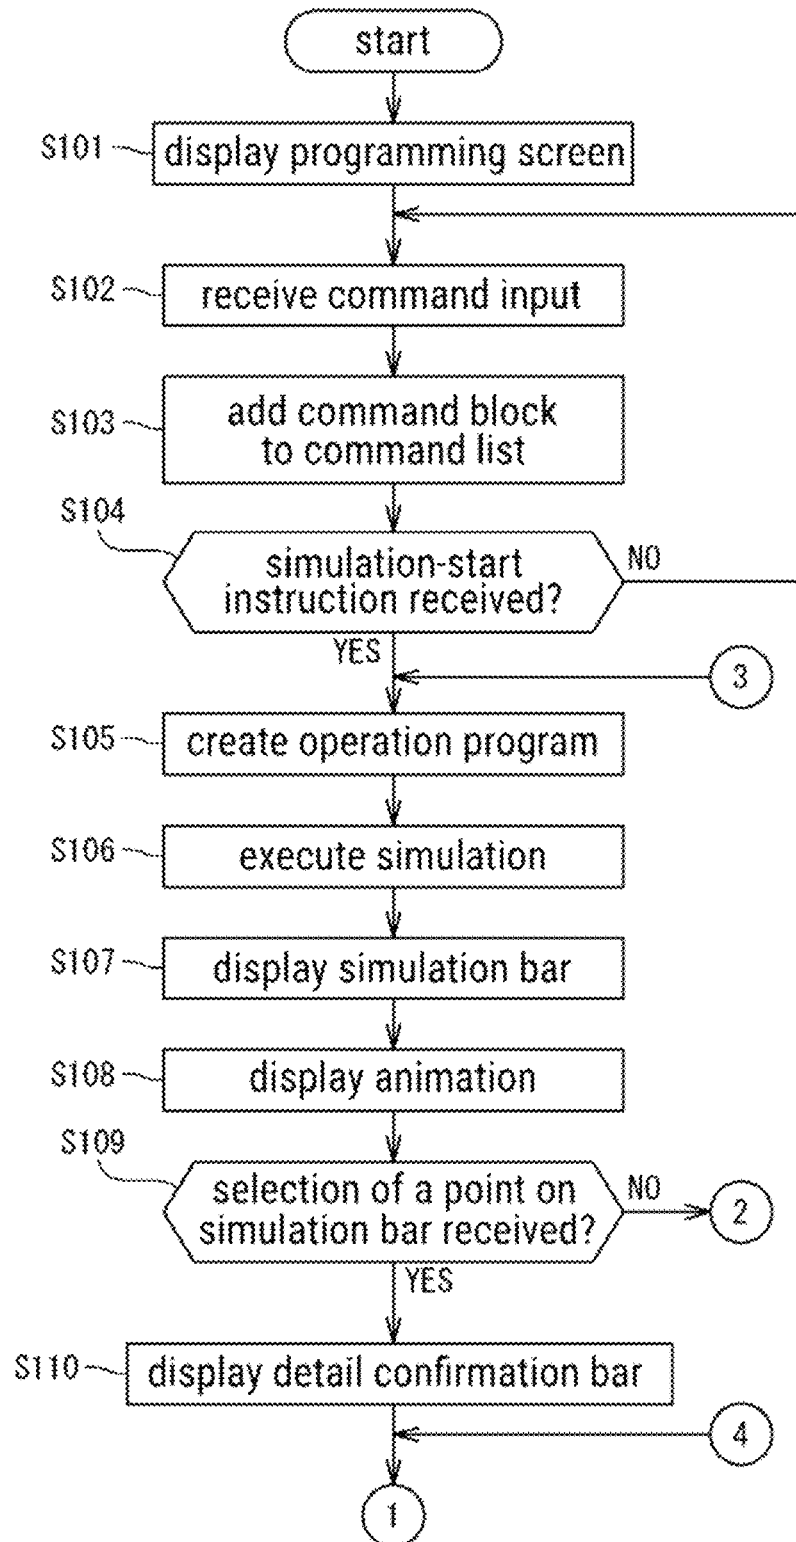 start
S101
display programming screen
S102
receive command input
S103
add command block
to command list
S104
simulation-start
instruction received?
NO
YES
3
S105
create operation program
S106
execute simulation
S107
display simulation bar
S108
display animation
S109
selection of a point on
simulation bar received?
NO
2
YES
S110
display detail confirmation bar
4
1